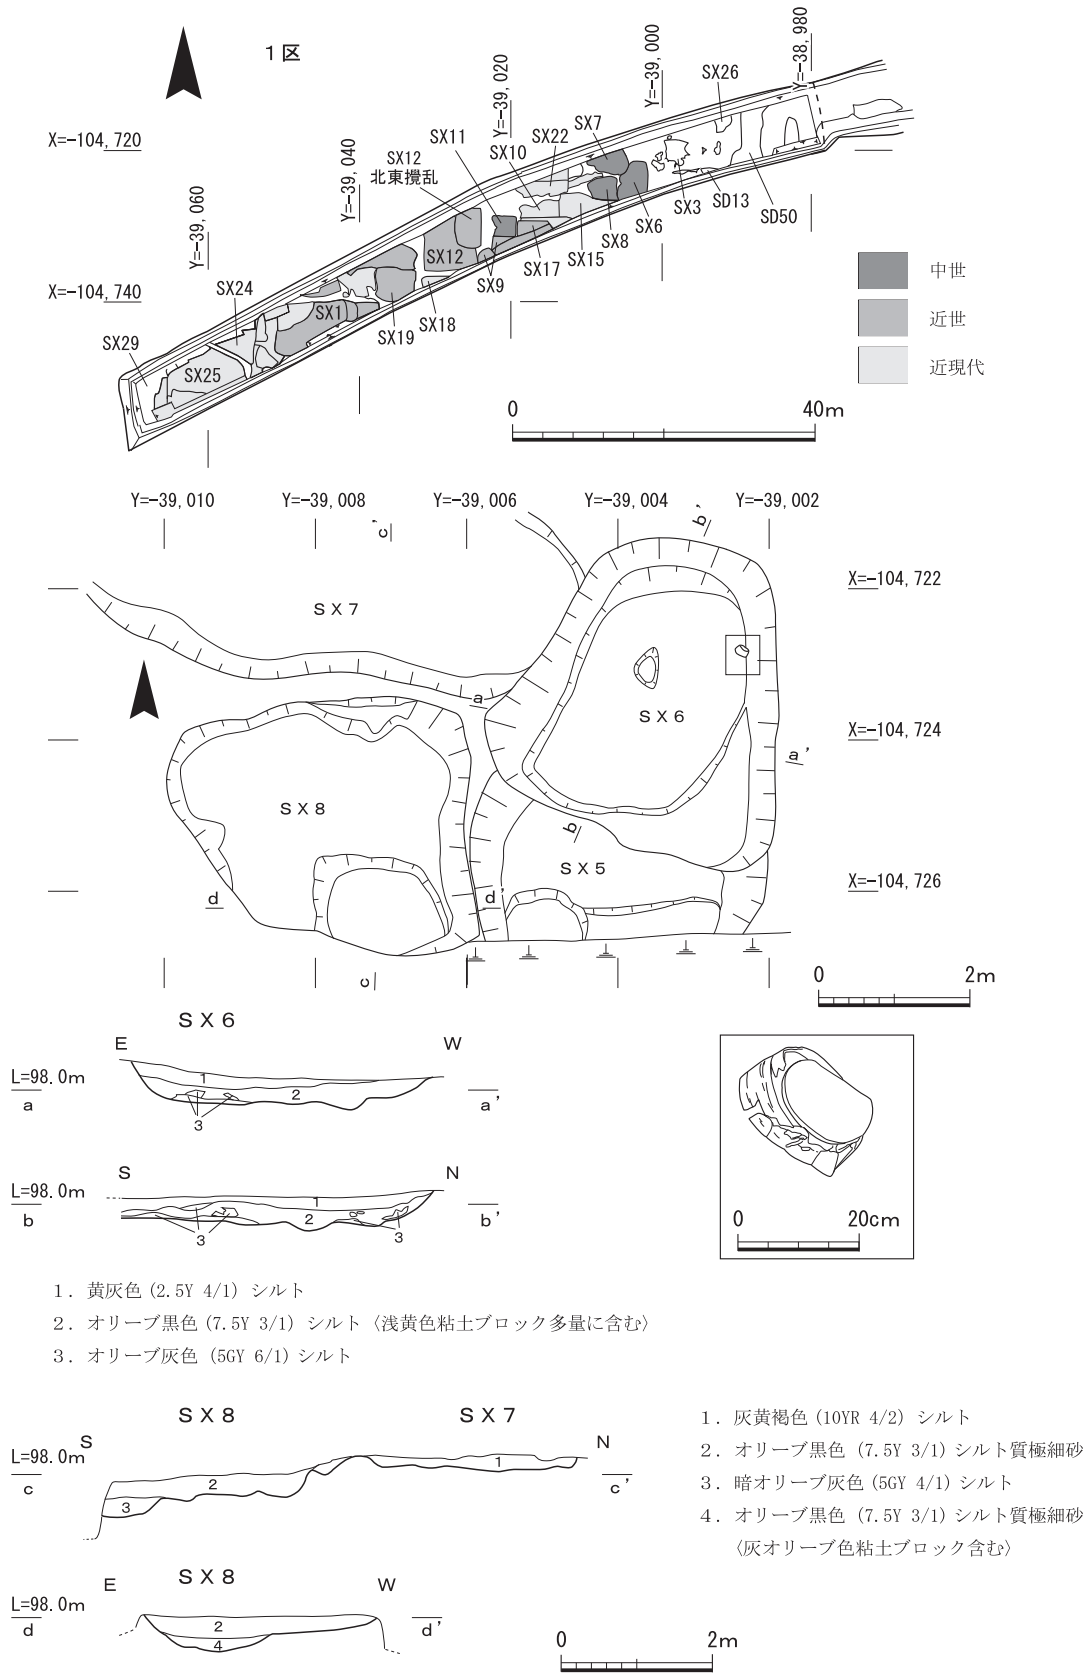 1区
Y=-38,980
Y=-39,000
SX26
Y=-39,020
SX7
SX11
SX22
X=-104,720
Y=-39,040
SX10
SX12
北東攪乱
Y=-39,060
SX3
SD13
SD50
SX6
SX8
SX15
SX12
SX17
SX9
中世
X=-104,740
SX24
SX1
SX18
SX19
近世
SX29
SX25
近現代
0
40m
Y=-39,010
Y=-39,008
Y=-39,006
Y=-39,004
Y=-39,002
c'
b'
X=-104,722
SX7
a
SX6
X=-104,724
a'
SX8
b
SX5
X=-104,726
d
d'
c
0
2m
SX6
E
W
L=98.0m
1
2
a
a'
3
S
N
L=98.0m
1
2
b
b'
3
3
0
20cm
1．黄灰色(2.5Y 4/1) シルト
2．オリーブ黒色(7.5Y 3/1) シルト〈浅黄色粘土ブロック多量に含む〉
3．オリーブ灰色 (5GY 6/1) シルト
SX8
SX7
S
N
L=98.0m
1
2
3
c
c'
1．灰黄褐色(10YR 4/2) シルト
2．オリーブ黒色 (7.5Y 3/1) シルト質極細砂
3．暗オリーブ灰色(5GY 4/1) シルト
4．オリーブ黒色 (7.5Y 3/1) シルト質極細砂
〈灰オリーブ色粘土ブロック含む〉
SX8
E
W
L=98.0m
2
4
d
d'
0
2m